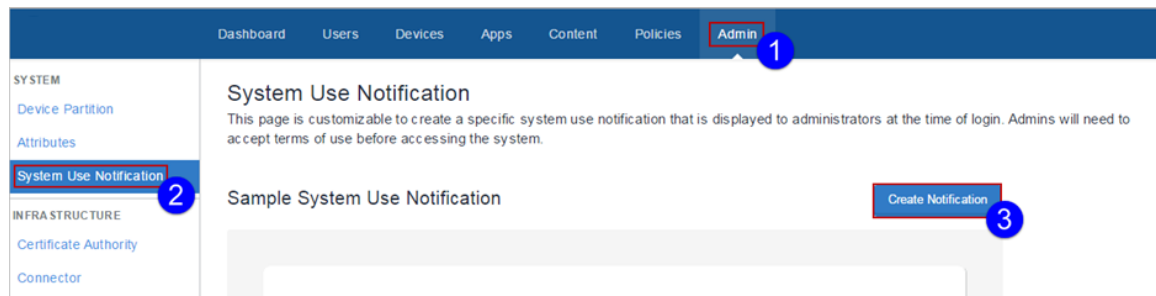 Dashboard Users Devices Apps Content Policies Admin
1
SYSTEM
Device Partition
Attributes
System Use Notification
2
INFRASTRUCTURE
Certificate Authority
Connector
System Use Notification
This page is customizable to create a specific system use notification that is displayed to administrators at the time of login. Admins will need to
accept terms of use before accessing the system.
Sample System Use Notification
Create Notification
3